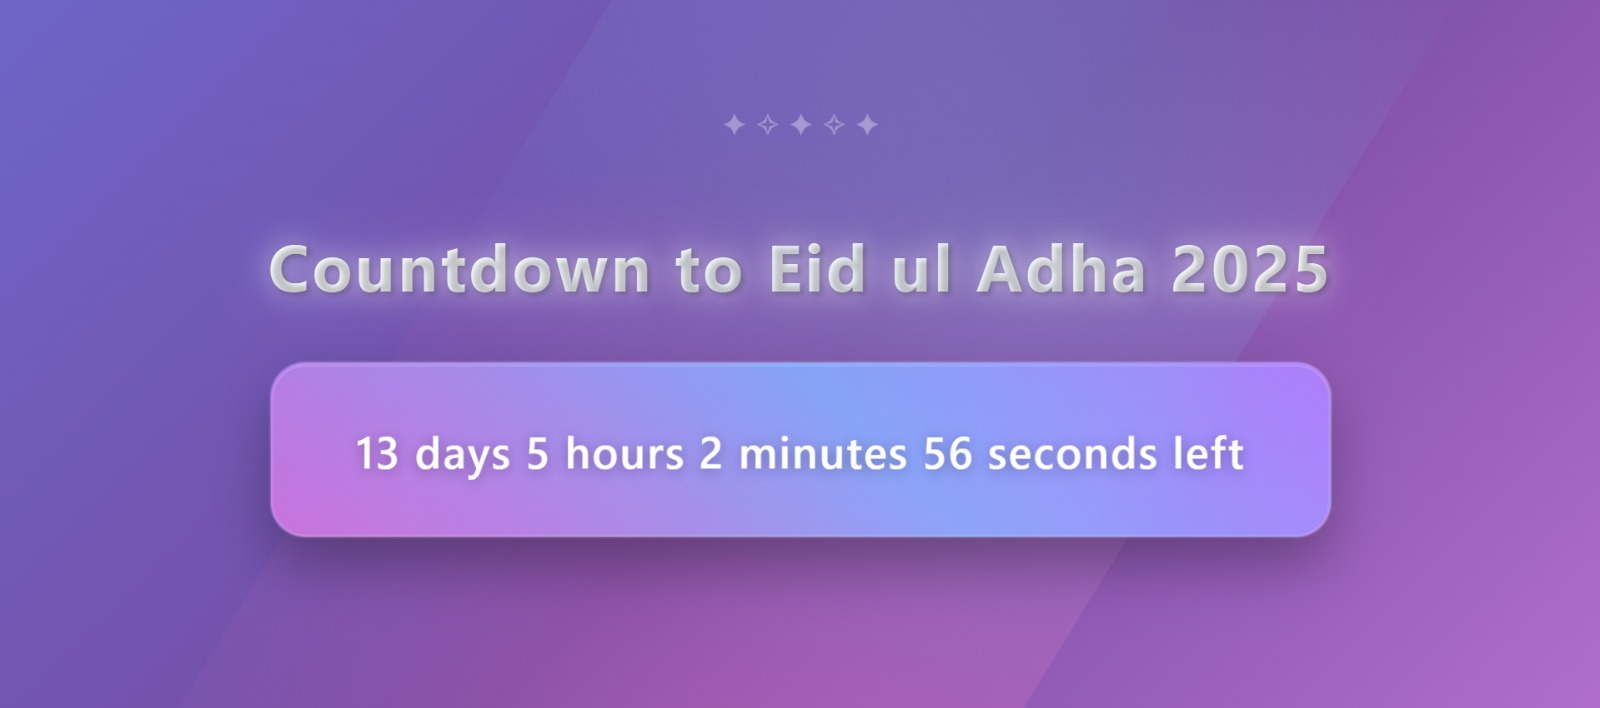 Countdown to Eid ul Adha 2025
13 days 5 hours 2 minutes 56 seconds left